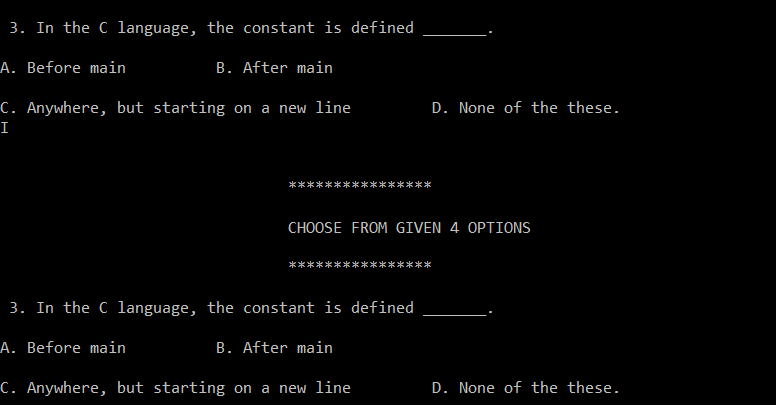 3. In the C language, the constant is defined _______.
A. Before main          B. After main
C. Anywhere, but starting on a new line         D. None of the these.
I
****************
CHOOSE FROM GIVEN 4 OPTIONS
****************
3. In the C language, the constant is defined _______.
A. Before main          B. After main
C. Anywhere, but starting on a new line         D. None of the these.